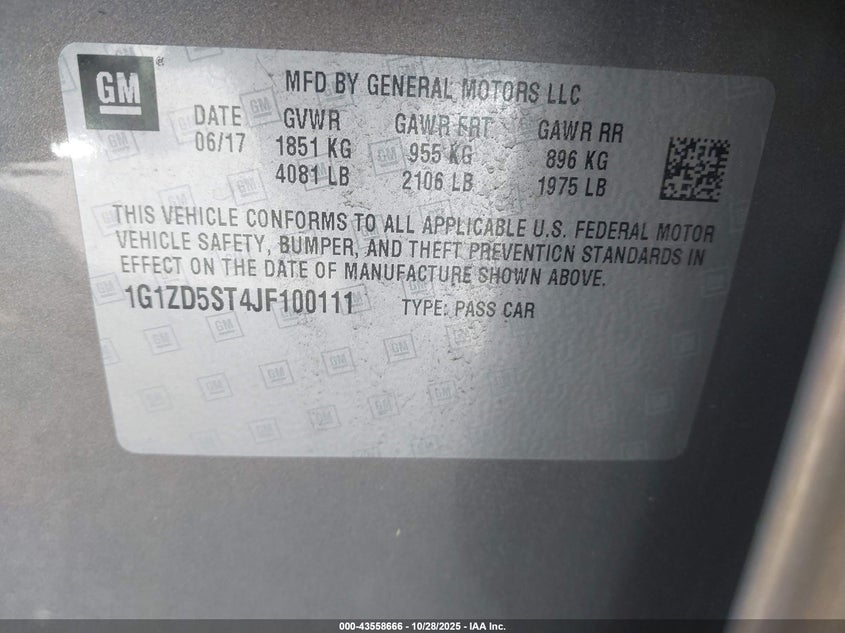 GM
MFD BY GENERAL MOTORS LLC
DATE GVWR GAWR FRT GAWR RR
06/17 1851 KG 955 KG 896 KG
4081 LB 2106 LB 1975 LB
THIS VEHICLE CONFORMS TO ALL APPLICABLE U.S. FEDERAL MOTOR
VEHICLE SAFETY, BUMPER, AND THEFT PREVENTION STANDARDS IN
EFFECT ON THE DATE OF MANUFACTURE SHOWN ABOVE.
1G1ZD5ST4JF100111 TYPE: PASS CAR
000-43558666 - 10/28/2025 - IAA Inc.